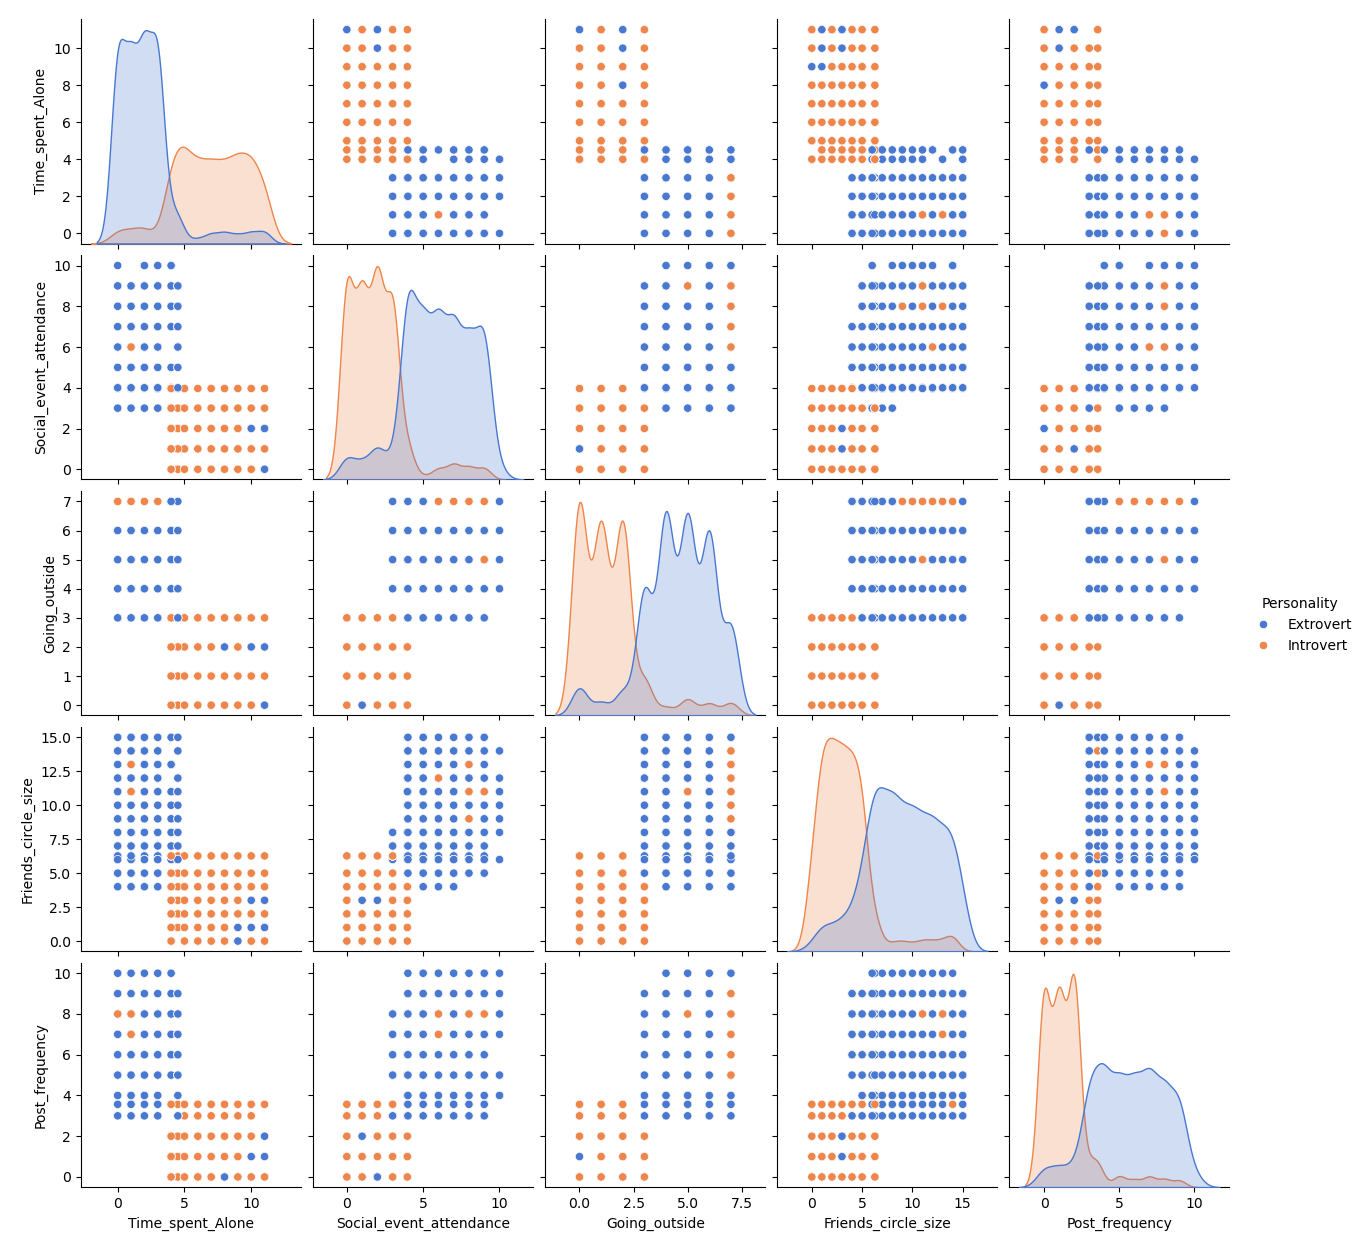 Time_spent_Alone
10
8
6
4
2
0
Social_event_attendance
10
8
6
4
2
0
Going_outside
7
6
5
4
3
2
1
0
Personality
Extrovert
Introvert
Friends_circle_size
15.0
12.5
10.0
7.5
5.0
2.5
0.0
Post_frequency
10
8
6
4
2
0
0 5 10
0 5 10
0.0 2.5 5.0 7.5
0 5 10 15
0 5 10
Time_spent_Alone
Social_event_attendance
Going_outside
Friends_circle_size
Post_frequency